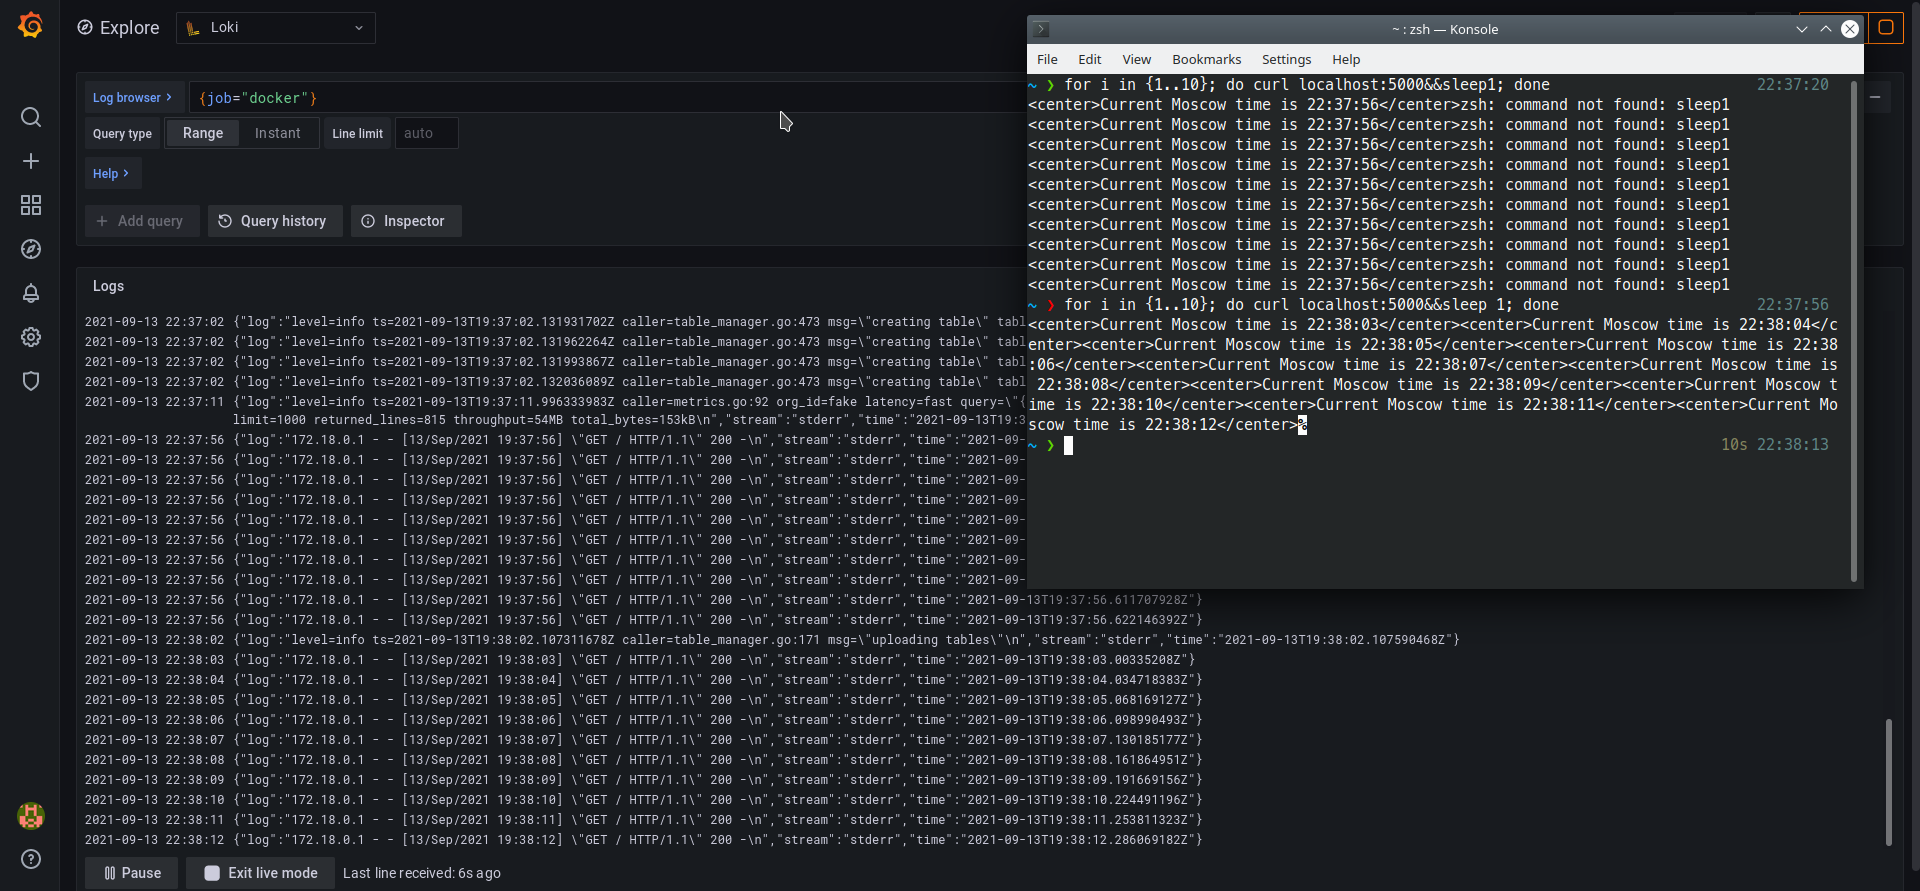 Explore
Loki
Log browser >
{job="docker"}
Query type
Range
Instant
Line limit
auto
Help >
+ Add query
Query history
Inspector
Logs
2021-09-13 22:37:02 {"log":"level=info ts=2021-09-13T19:37:02.131931702Z caller=table_manager.go:473 msg=\"creating table\" tabl
2021-09-13 22:37:02 {"log":"level=info ts=2021-09-13T19:37:02.131962264Z caller=table_manager.go:473 msg=\"creating table\" tabl
2021-09-13 22:37:02 {"log":"level=info ts=2021-09-13T19:37:02.131993867Z caller=table_manager.go:473 msg=\"creating table\" tabl
2021-09-13 22:37:02 {"log":"level=info ts=2021-09-13T19:37:02.132036089Z caller=table_manager.go:473 msg=\"creating table\" tabl
2021-09-13 22:37:11 {"log":"level=info ts=2021-09-13T19:37:11.996333983Z caller=metrics.go:92 org_id=fake latency=fast query=\"{
limit=1000 returned_lines=815 throughput=54MB total_bytes=153kB\n","stream":"stderr","time":"2021-09-13T19:3
2021-09-13 22:37:56 {"log":"172.18.0.1 - - [13/Sep/2021 19:37:56] \"GET / HTTP/1.1\" 200 -\n","stream":"stderr","time":"2021-09-
2021-09-13 22:37:56 {"log":"172.18.0.1 - - [13/Sep/2021 19:37:56] \"GET / HTTP/1.1\" 200 -\n","stream":"stderr","time":"2021-09-
2021-09-13 22:37:56 {"log":"172.18.0.1 - - [13/Sep/2021 19:37:56] \"GET / HTTP/1.1\" 200 -\n","stream":"stderr","time":"2021-09-
2021-09-13 22:37:56 {"log":"172.18.0.1 - - [13/Sep/2021 19:37:56] \"GET / HTTP/1.1\" 200 -\n","stream":"stderr","time":"2021-09-
2021-09-13 22:37:56 {"log":"172.18.0.1 - - [13/Sep/2021 19:37:56] \"GET / HTTP/1.1\" 200 -\n","stream":"stderr","time":"2021-09-
2021-09-13 22:37:56 {"log":"172.18.0.1 - - [13/Sep/2021 19:37:56] \"GET / HTTP/1.1\" 200 -\n","stream":"stderr","time":"2021-09-
2021-09-13 22:37:56 {"log":"172.18.0.1 - - [13/Sep/2021 19:37:56] \"GET / HTTP/1.1\" 200 -\n","stream":"stderr","time":"2021-09-
2021-09-13 22:37:56 {"log":"172.18.0.1 - - [13/Sep/2021 19:37:56] \"GET / HTTP/1.1\" 200 -\n","stream":"stderr","time":"2021-09-
2021-09-13 22:37:56 {"log":"172.18.0.1 - - [13/Sep/2021 19:37:56] \"GET / HTTP/1.1\" 200 -\n","stream":"stderr","time":"2021-09-13T19:37:56.611707928Z"}
2021-09-13 22:37:56 {"log":"172.18.0.1 - - [13/Sep/2021 19:37:56] \"GET / HTTP/1.1\" 200 -\n","stream":"stderr","time":"2021-09-13T19:37:56.622146392Z"}
2021-09-13 22:38:02 {"log":"level=info ts=2021-09-13T19:38:02.107311678Z caller=table_manager.go:171 msg=\"uploading tables\"\n","stream":"stderr","time":"2021-09-13T19:38:02.107590468Z"}
2021-09-13 22:38:03 {"log":"172.18.0.1 - - [13/Sep/2021 19:38:03] \"GET / HTTP/1.1\" 200 -\n","stream":"stderr","time":"2021-09-13T19:38:03.00335208Z"}
2021-09-13 22:38:04 {"log":"172.18.0.1 - - [13/Sep/2021 19:38:04] \"GET / HTTP/1.1\" 200 -\n","stream":"stderr","time":"2021-09-13T19:38:04.034718383Z"}
2021-09-13 22:38:05 {"log":"172.18.0.1 - - [13/Sep/2021 19:38:05] \"GET / HTTP/1.1\" 200 -\n","stream":"stderr","time":"2021-09-13T19:38:05.068169127Z"}
2021-09-13 22:38:06 {"log":"172.18.0.1 - - [13/Sep/2021 19:38:06] \"GET / HTTP/1.1\" 200 -\n","stream":"stderr","time":"2021-09-13T19:38:06.098990493Z"}
2021-09-13 22:38:07 {"log":"172.18.0.1 - - [13/Sep/2021 19:38:07] \"GET / HTTP/1.1\" 200 -\n","stream":"stderr","time":"2021-09-13T19:38:07.130185177Z"}
2021-09-13 22:38:08 {"log":"172.18.0.1 - - [13/Sep/2021 19:38:08] \"GET / HTTP/1.1\" 200 -\n","stream":"stderr","time":"2021-09-13T19:38:08.161864951Z"}
2021-09-13 22:38:09 {"log":"172.18.0.1 - - [13/Sep/2021 19:38:09] \"GET / HTTP/1.1\" 200 -\n","stream":"stderr","time":"2021-09-13T19:38:09.191669156Z"}
2021-09-13 22:38:10 {"log":"172.18.0.1 - - [13/Sep/2021 19:38:10] \"GET / HTTP/1.1\" 200 -\n","stream":"stderr","time":"2021-09-13T19:38:10.224491196Z"}
2021-09-13 22:38:11 {"log":"172.18.0.1 - - [13/Sep/2021 19:38:11] \"GET / HTTP/1.1\" 200 -\n","stream":"stderr","time":"2021-09-13T19:38:11.253811323Z"}
2021-09-13 22:38:12 {"log":"172.18.0.1 - - [13/Sep/2021 19:38:12] \"GET / HTTP/1.1\" 200 -\n","stream":"stderr","time":"2021-09-13T19:38:12.286069182Z"}
Pause
Exit live mode
Last line received: 6s ago
~ : zsh — Konsole
File Edit View Bookmarks Settings Help
~ ❯ for i in {1..10}; do curl localhost:5000&&sleep1; done 22:37:20
<center>Current Moscow time is 22:37:56</center>zsh: command not found: sleep1
<center>Current Moscow time is 22:37:56</center>zsh: command not found: sleep1
<center>Current Moscow time is 22:37:56</center>zsh: command not found: sleep1
<center>Current Moscow time is 22:37:56</center>zsh: command not found: sleep1
<center>Current Moscow time is 22:37:56</center>zsh: command not found: sleep1
<center>Current Moscow time is 22:37:56</center>zsh: command not found: sleep1
<center>Current Moscow time is 22:37:56</center>zsh: command not found: sleep1
<center>Current Moscow time is 22:37:56</center>zsh: command not found: sleep1
<center>Current Moscow time is 22:37:56</center>zsh: command not found: sleep1
<center>Current Moscow time is 22:37:56</center>zsh: command not found: sleep1
~ ❯ for i in {1..10}; do curl localhost:5000&&sleep 1; done 22:37:56
<center>Current Moscow time is 22:38:03</center><center>Current Moscow time is 22:38:04</c
enter><center>Current Moscow time is 22:38:05</center><center>Current Moscow time is 22:38
:06</center><center>Current Moscow time is 22:38:07</center><center>Current Moscow time is
22:38:08</center><center>Current Moscow time is 22:38:09</center><center>Current Moscow t
ime is 22:38:10</center><center>Current Moscow time is 22:38:11</center><center>Current Mo
scow time is 22:38:12</center>%
~ ❯ 10s 22:38:13